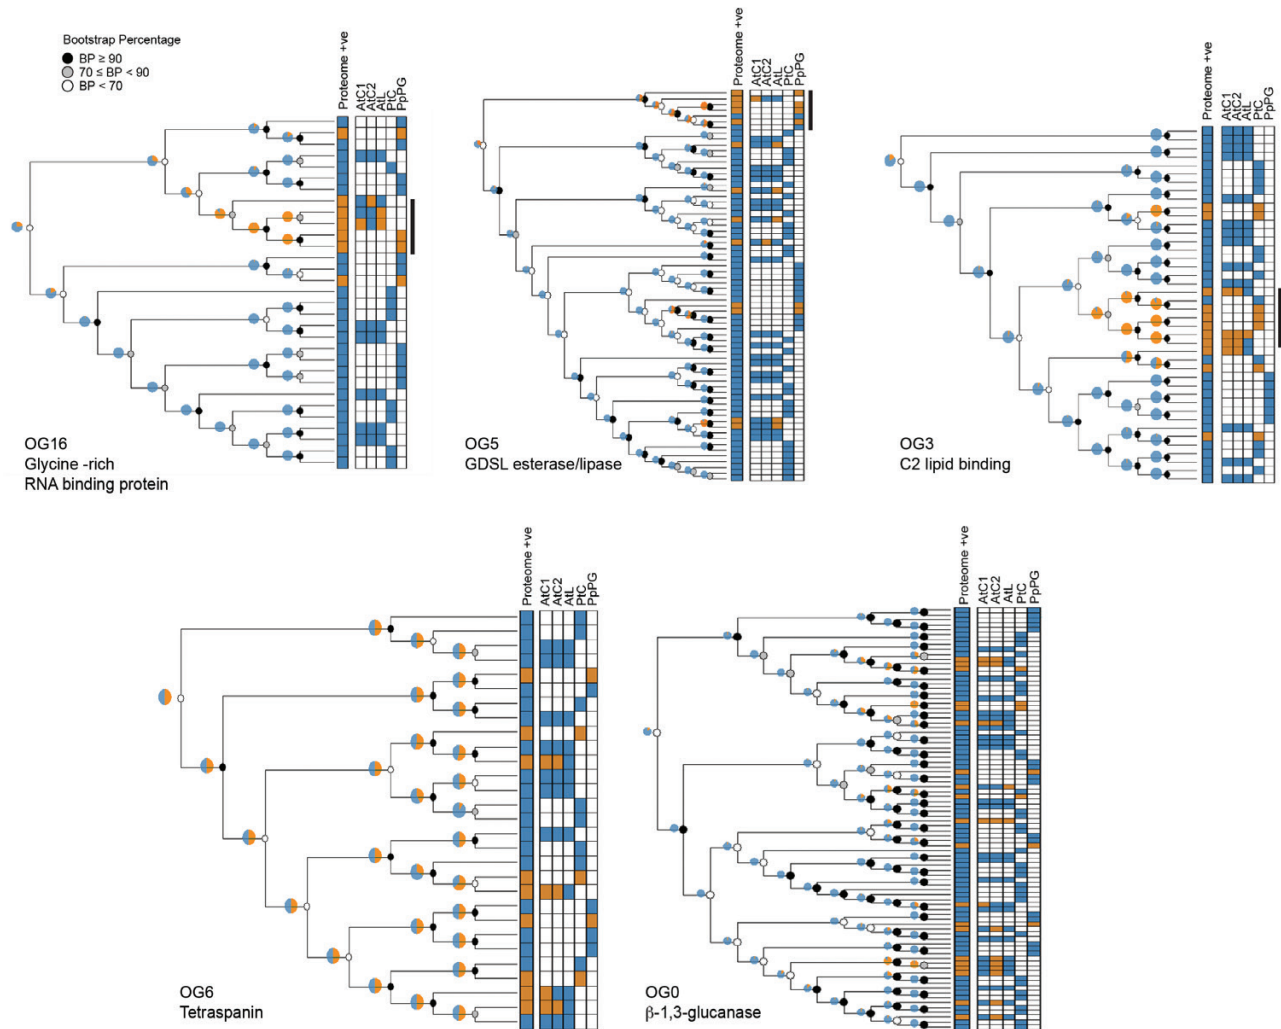 Bootstrap Percentage
BP ≥ 90
70 ≤ BP < 90
BP < 70
Proteome +ve
AtC1
AtC2
AtL
PtC
PpPG
OG16
Glycine -rich
RNA binding protein
Proteome +ve
AtC1
AtC2
AtL
PtC
PpPG
OG5
GDSL esterase/lipase
Proteome +ve
AtC1
AtC2
AtL
PtC
PpPG
OG3
C2 lipid binding
Proteome +ve
AtC1
AtC2
AtL
PtC
PpPG
OG6
Tetraspanin
Proteome +ve
AtC1
AtC2
AtL
PtC
PpPG
OG0
β-1,3-glucanase